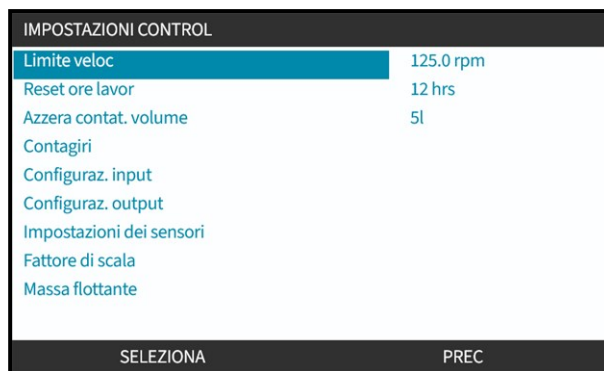 IMPOSTAZIONI CONTROL
Limite veloc 125.0 rpm
Reset ore lavor 12 hrs
Azzera contat. volume 5l
Contagiri
Configuraz. input
Configuraz. output
Impostazioni dei sensori
Fattore di scala
Massa flottante
SELEZIONA PREC